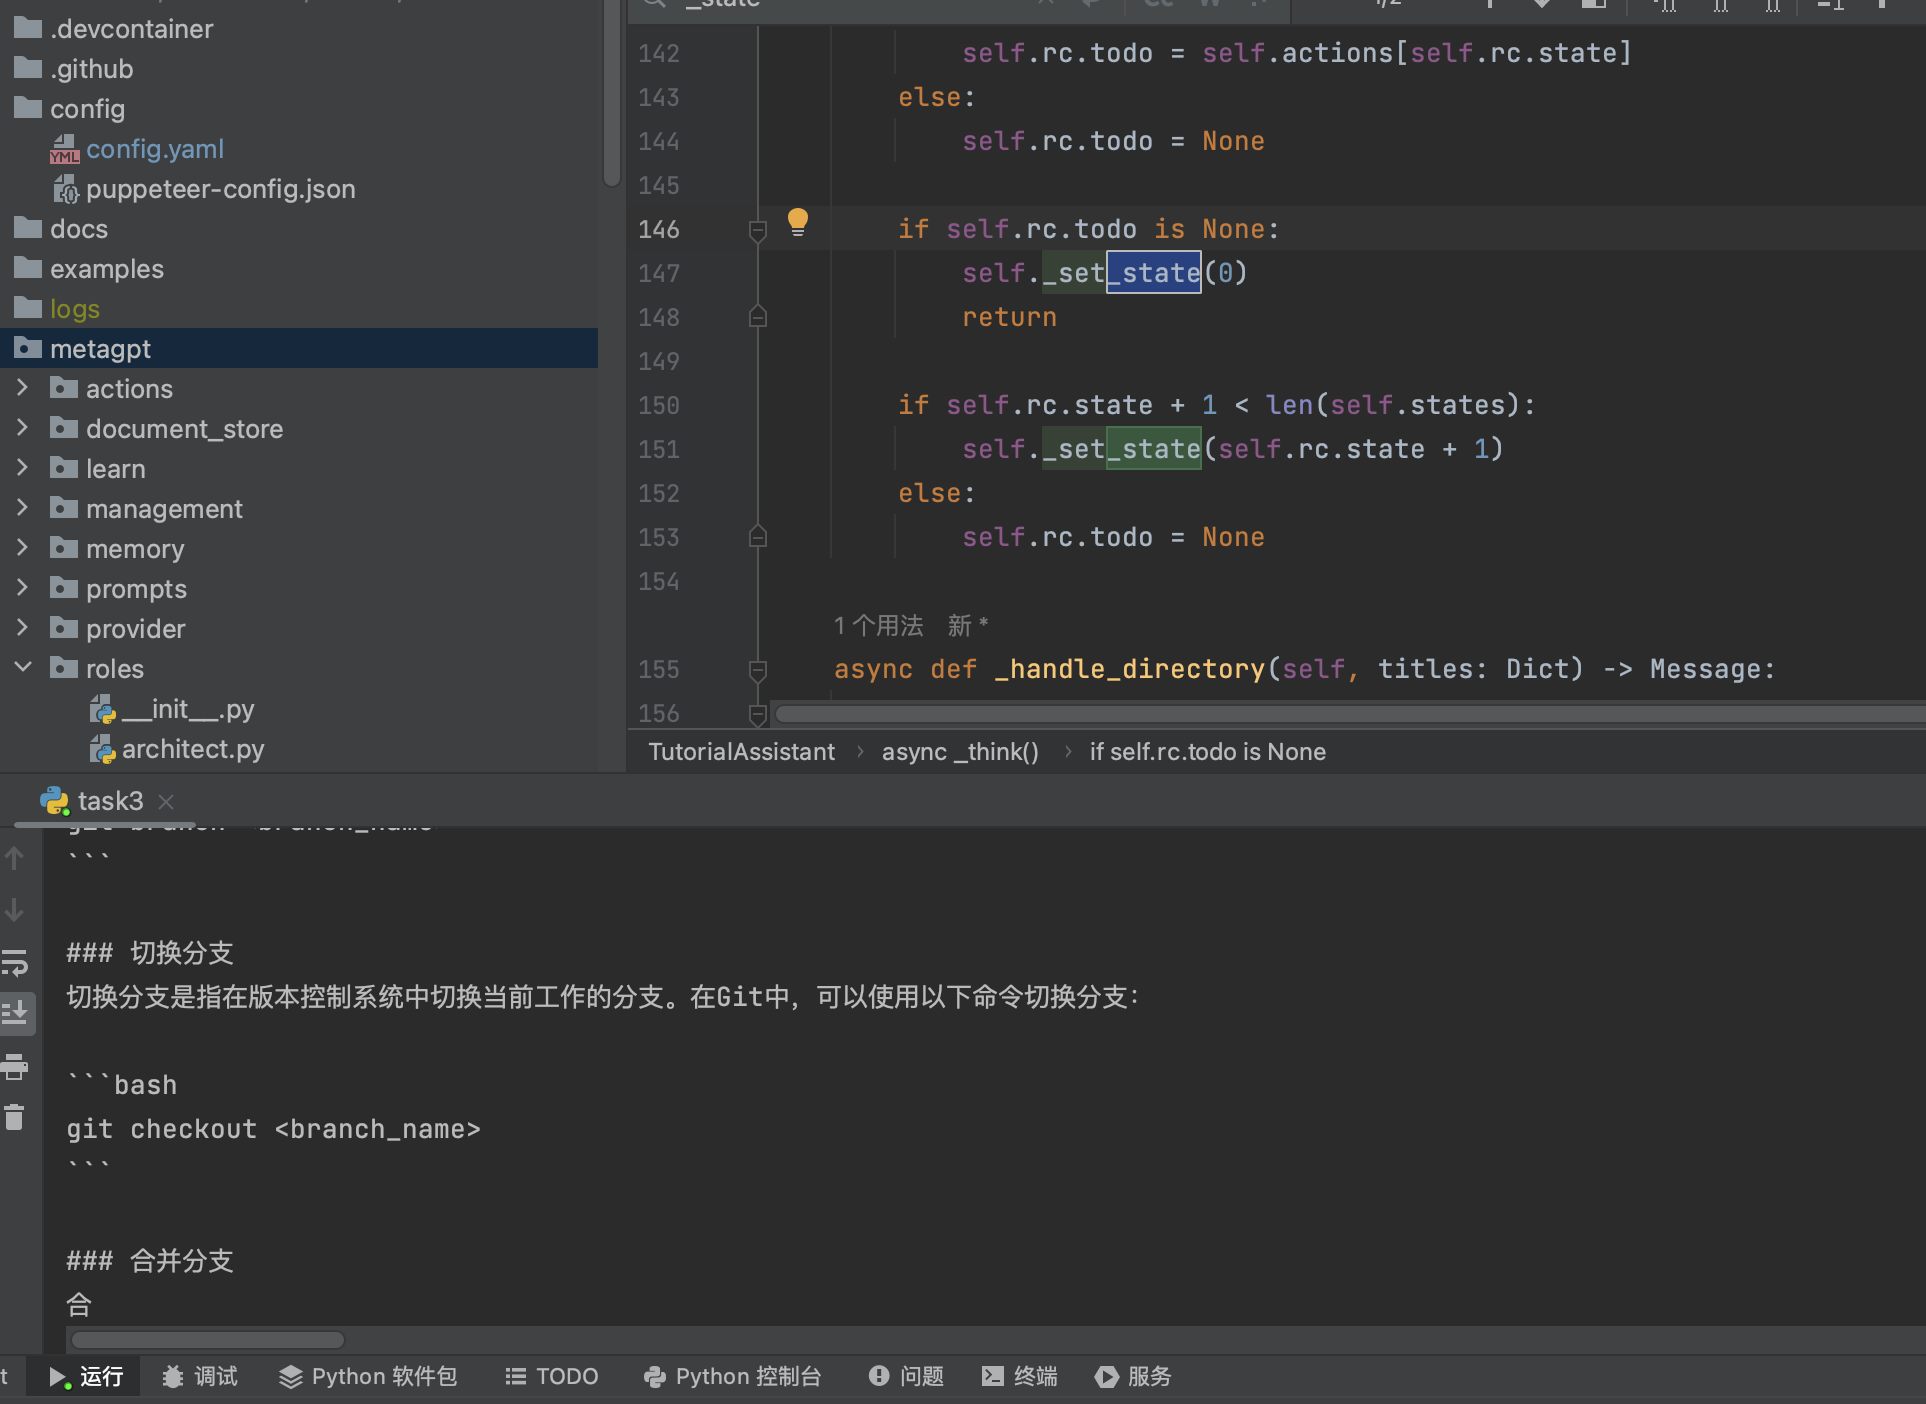 .devcontainer
.github
config
config.yaml
puppeteer-config.json
docs
examples
logs
metagpt
actions
document_store
learn
management
memory
prompts
provider
roles
__init__.py
architect.py
_state
142 self.rc.todo = self.actions[self.rc.state]
143 else:
144 self.rc.todo = None
145
146 if self.rc.todo is None:
147 self._set_state(0)
148 return
149
150 if self.rc.state + 1 < len(self.states):
151 self._set_state(self.rc.state + 1)
152 else:
153 self.rc.todo = None
154
1 个用法 新 *
155 async def _handle_directory(self, titles: Dict) -> Message:
156
TutorialAssistant › async _think() › if self.rc.todo is None
task3
git branch <branch_name>
```
### 切换分支
切换分支是指在版本控制系统中切换当前工作的分支。在Git中，可以使用以下命令切换分支：
```bash
git checkout <branch_name>
```
### 合并分支
合
t 运行 调试 Python 软件包 TODO Python 控制台 问题 终端 服务